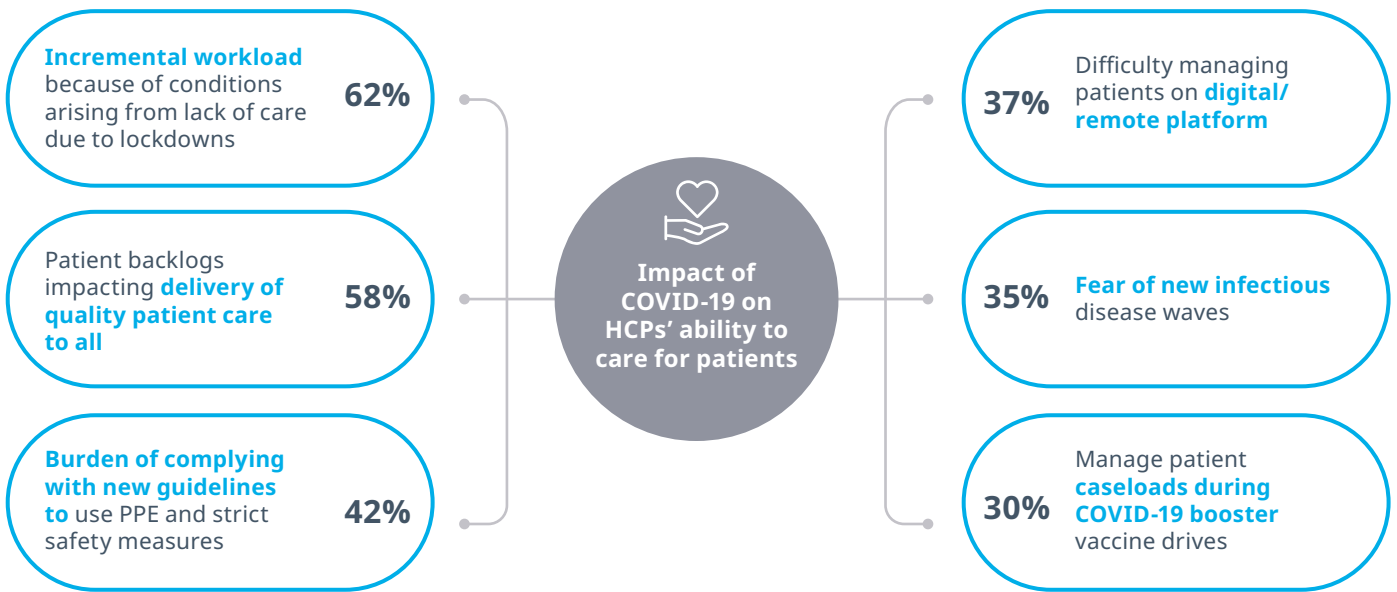 Incremental workload
because of conditions
arising from lack of care
due to lockdowns
62%
Patient backlogs
impacting delivery of
quality patient care
to all
58%
Burden of complying
with new guidelines
to use PPE and strict
safety measures
42%
Impact of
COVID-19 on
HCPs’ ability to
care for patients
37%
Difficulty managing
patients on digital/
remote platform
35%
Fear of new infectious
disease waves
30%
Manage patient
caseloads during
COVID-19 booster
vaccine drives